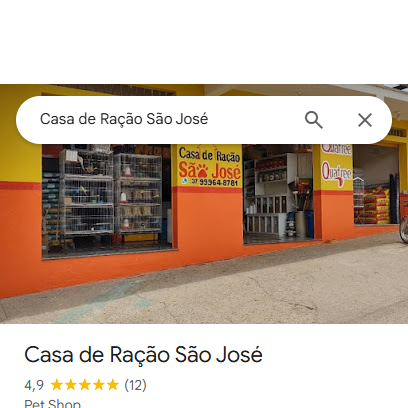 Casa de Ração São José
Casa de Ração
São José
37 99964-8781
Quatree
Quatree
Casa de Ração São José
4,9 (12)
Pet Shop